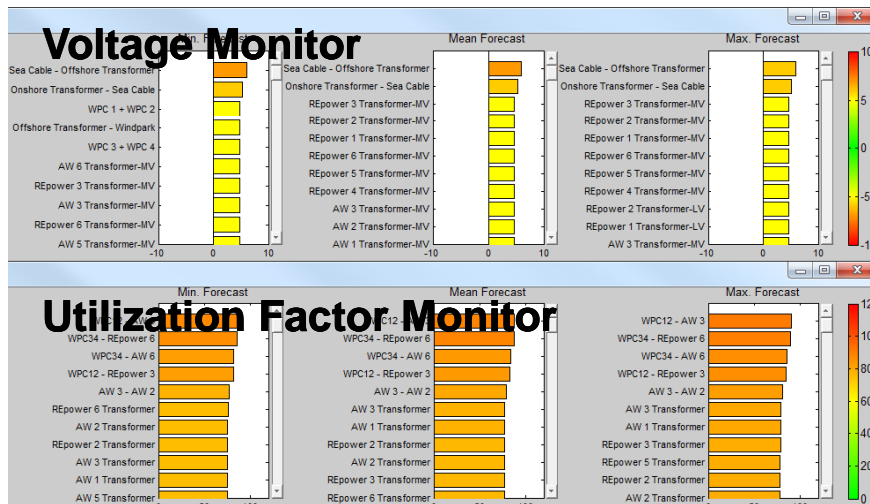 Voltage Monitor
Min. Forecast
Sea Cable - Offshore Transformer
Onshore Transformer - Sea Cable
WPC 1 + WPC 2
Offshore Transformer - Windpark
WPC 3 + WPC 4
AW 6 Transformer-MV
REpower 3 Transformer-MV
AW 3 Transformer-MV
REpower 6 Transformer-MV
AW 5 Transformer-MV
-10 0 10
Mean Forecast
Sea Cable - Offshore Transformer
Onshore Transformer - Sea Cable
REpower 3 Transformer-MV
REpower 2 Transformer-MV
REpower 1 Transformer-MV
REpower 6 Transformer-MV
REpower 5 Transformer-MV
REpower 4 Transformer-MV
AW 3 Transformer-MV
AW 2 Transformer-MV
AW 1 Transformer-MV
-10 0 10
Max. Forecast
Sea Cable - Offshore Transformer
Onshore Transformer - Sea Cable
REpower 3 Transformer-MV
REpower 2 Transformer-MV
REpower 1 Transformer-MV
REpower 6 Transformer-MV
REpower 5 Transformer-MV
REpower 4 Transformer-MV
REpower 2 Transformer-LV
REpower 1 Transformer-LV
AW 3 Transformer-MV
-10 0 10
10
5
0
-5
Utilization Factor Monitor
Min. Forecast
WPC34 - REpower 6
WPC34 - AW 6
WPC12 - REpower 3
AW 3 - AW 2
REpower 6 Transformer
AW 2 Transformer
REpower 2 Transformer
AW 3 Transformer
AW 1 Transformer
AW 5 Transformer
Mean Forecast
WPC12 - AW 3
WPC34 - REpower 6
WPC34 - AW 6
WPC12 - REpower 3
AW 3 - AW 2
AW 3 Transformer
AW 1 Transformer
REpower 2 Transformer
AW 2 Transformer
REpower 3 Transformer
REpower 6 Transformer
Max. Forecast
WPC12 - AW 3
WPC34 - REpower 6
WPC34 - AW 6
WPC12 - REpower 3
AW 3 - AW 2
AW 3 Transformer
AW 1 Transformer
REpower 3 Transformer
REpower 5 Transformer
REpower 2 Transformer
AW 2 Transformer
12
10
80
60
40
20
0